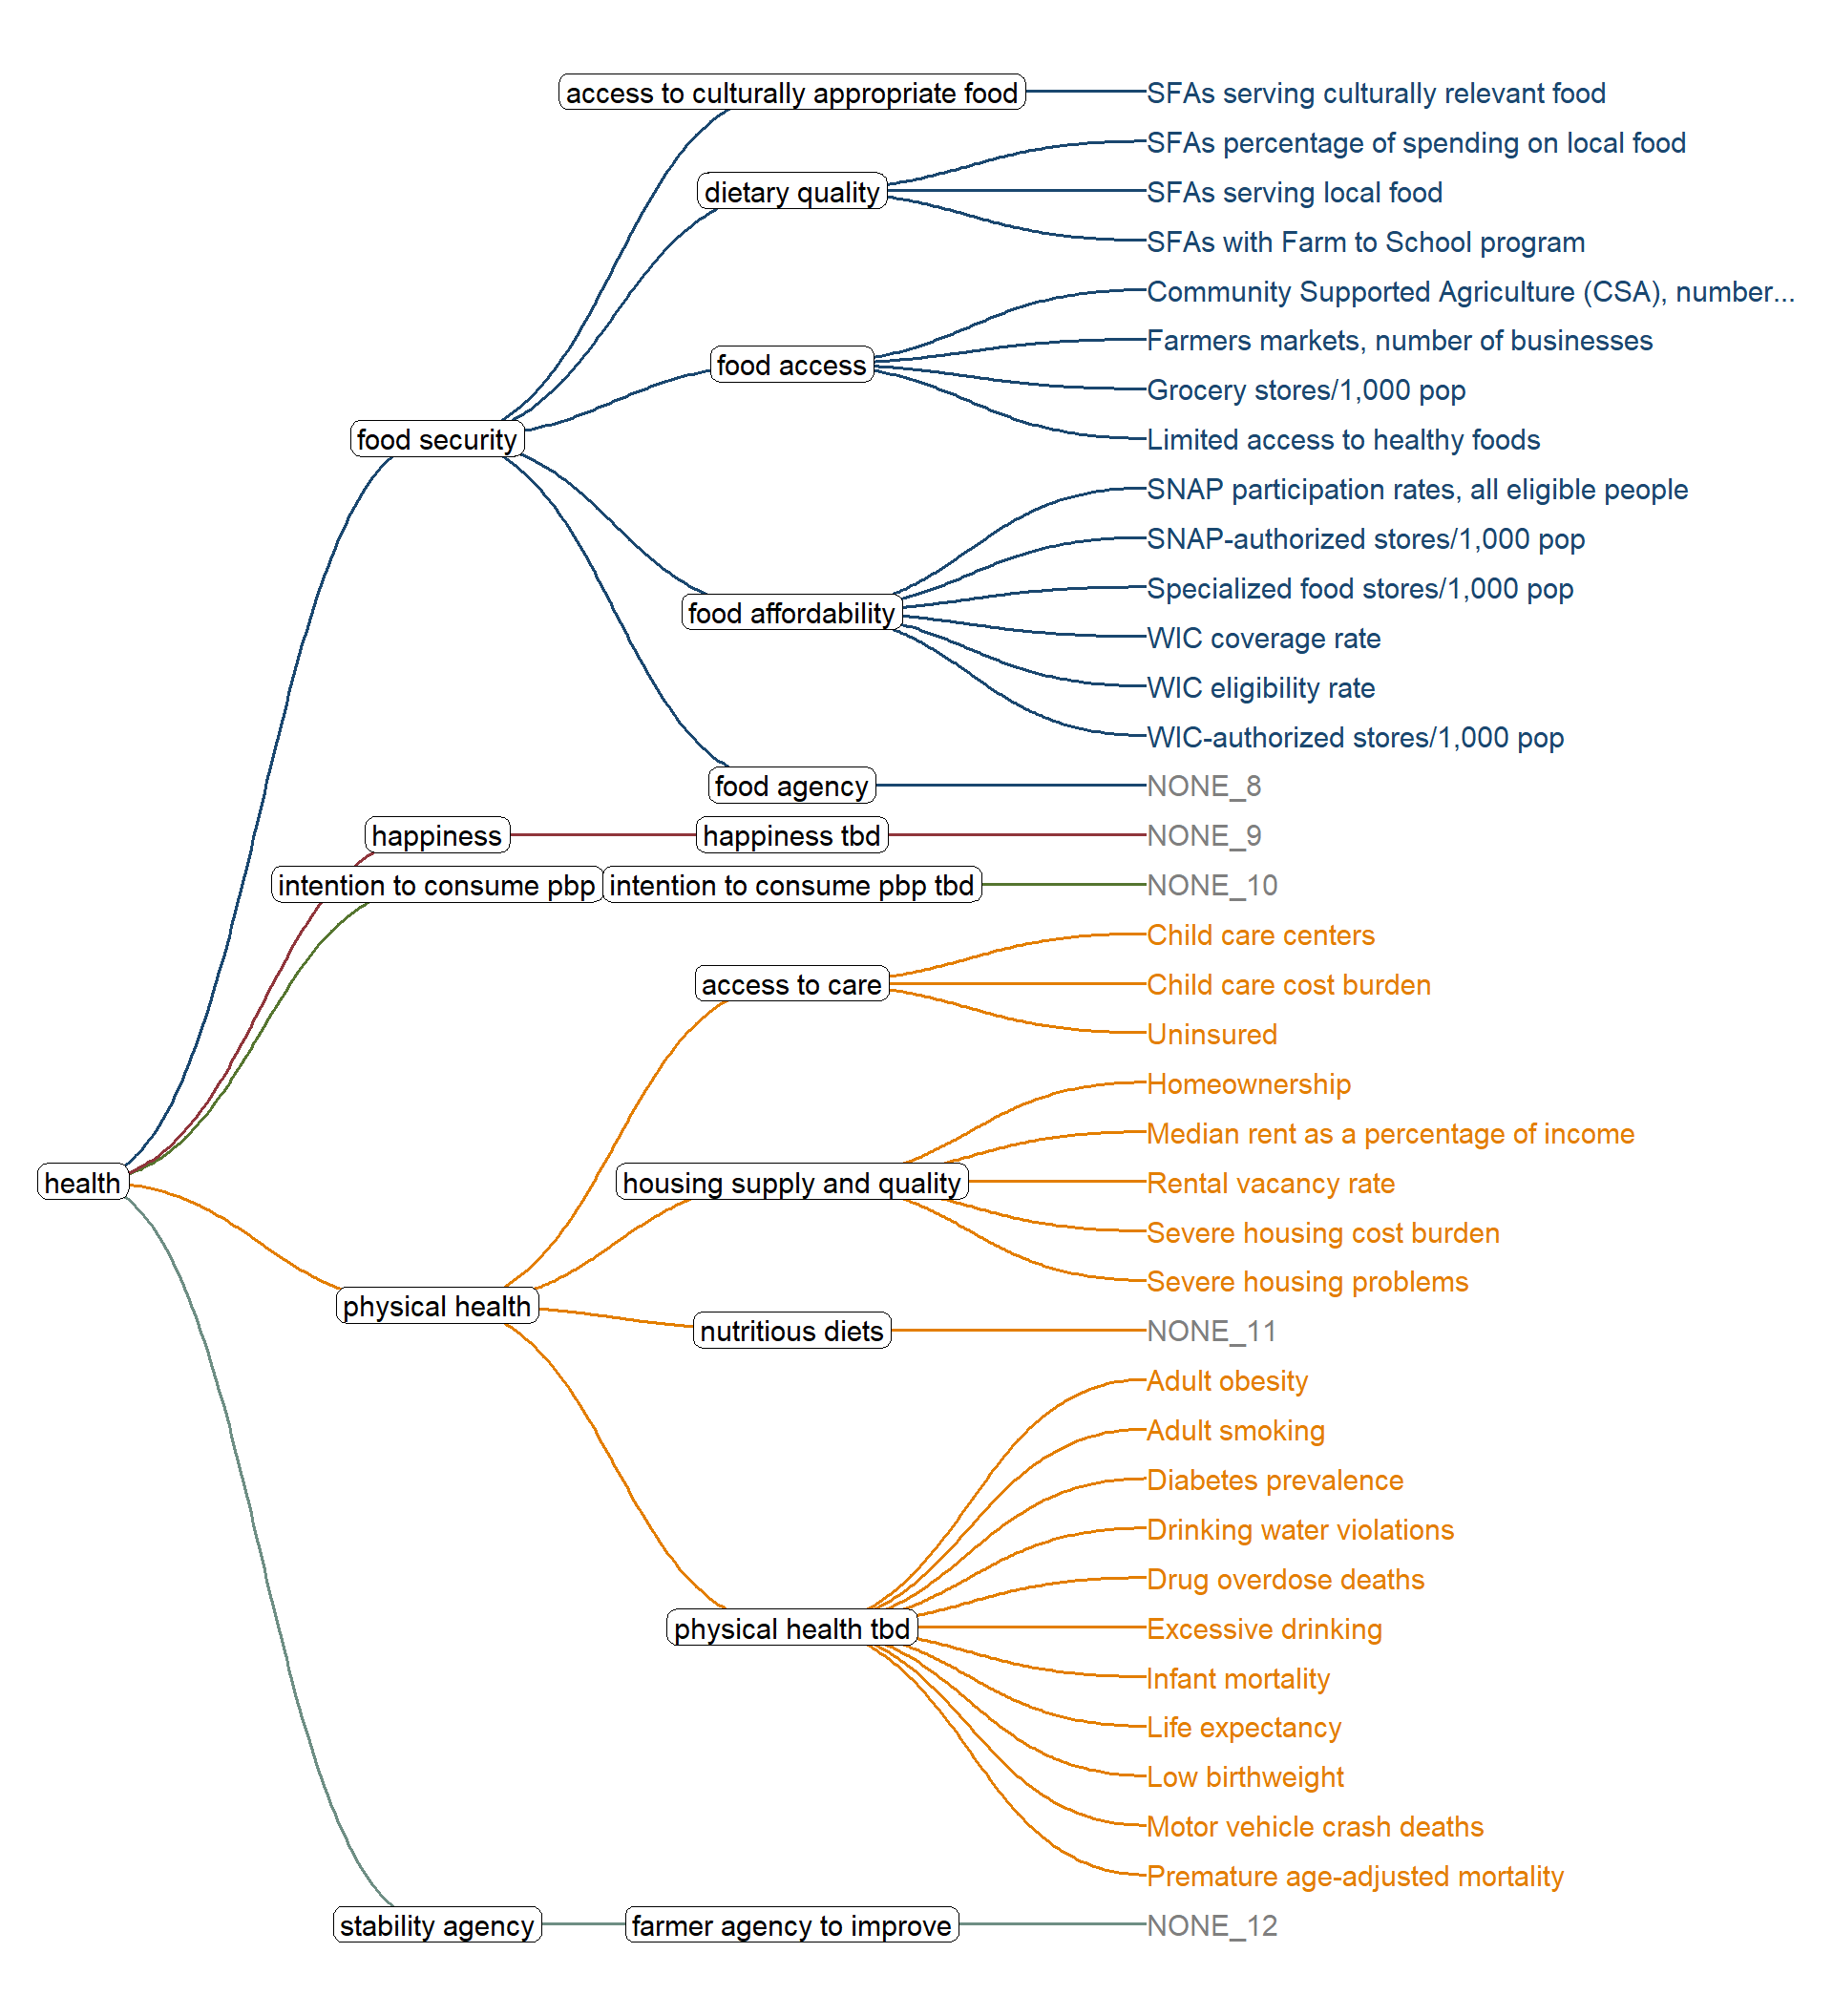 access to culturally appropriate food
SFAs serving culturally relevant food
SFAs percentage of spending on local food
dietary quality
SFAs serving local food
SFAs with Farm to School program
Community Supported Agriculture (CSA), number...
Farmers markets, number of businesses
food access
Grocery stores/1,000 pop
food security
Limited access to healthy foods
SNAP participation rates, all eligible people
SNAP-authorized stores/1,000 pop
Specialized food stores/1,000 pop
food affordability
WIC coverage rate
WIC eligibility rate
WIC-authorized stores/1,000 pop
food agency
NONE_8
happiness
happiness tbd
NONE_9
intention to consume pbp
intention to consume pbp tbd
NONE_10
Child care centers
access to care
Child care cost burden
Uninsured
Homeownership
Median rent as a percentage of income
health
housing supply and quality
Rental vacancy rate
Severe housing cost burden
Severe housing problems
physical health
nutritious diets
NONE_11
Adult obesity
Adult smoking
Diabetes prevalence
Drinking water violations
Drug overdose deaths
physical health tbd
Excessive drinking
Infant mortality
Life expectancy
Low birthweight
Motor vehicle crash deaths
Premature age-adjusted mortality
stability agency
farmer agency to improve
NONE_12